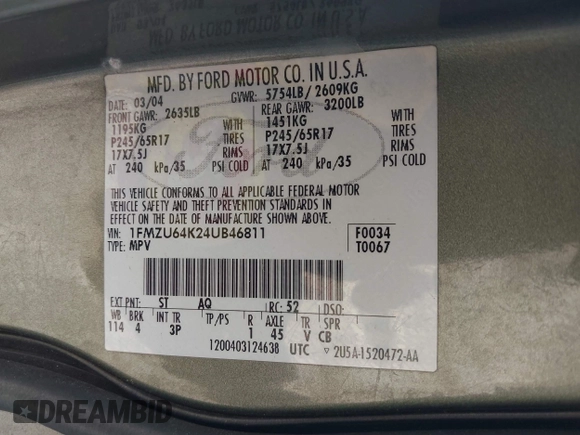 MFD. BY FORD MOTOR CO. IN U.S.A.
DATE: 03/04 GVWR: 5754LB/ 2609KG
FRONT GAWR: 2635LB REAR GAWR: 3200LB
1195KG WITH 1451KG WITH
P245/65R17 TIRES P245/65R17 TIRES
17X7.5J RIMS 17X7.5J RIMS
AT 240 kPa/35 PSI COLD AT 240 kPa/35 PSI COLD
THIS VEHICLE CONFORMS TO ALL APPLICABLE FEDERAL MOTOR
VEHICLE SAFETY AND THEFT PREVENTION STANDARDS IN
EFFECT ON THE DATE OF MANUFACTURE SHOWN ABOVE.
VIN: 1FMZU64K24UB46811 F0034
TYPE: MPV T0067
EXT PNT: ST AQ RC: 52 DSO:
WB BRK INT TR TP/PS R AXLE TR SPR
114 4 3P 1 45 V CB
1200403124638 UTC ▽ 2U5A-1520472-AA
Ford
DREAMBID